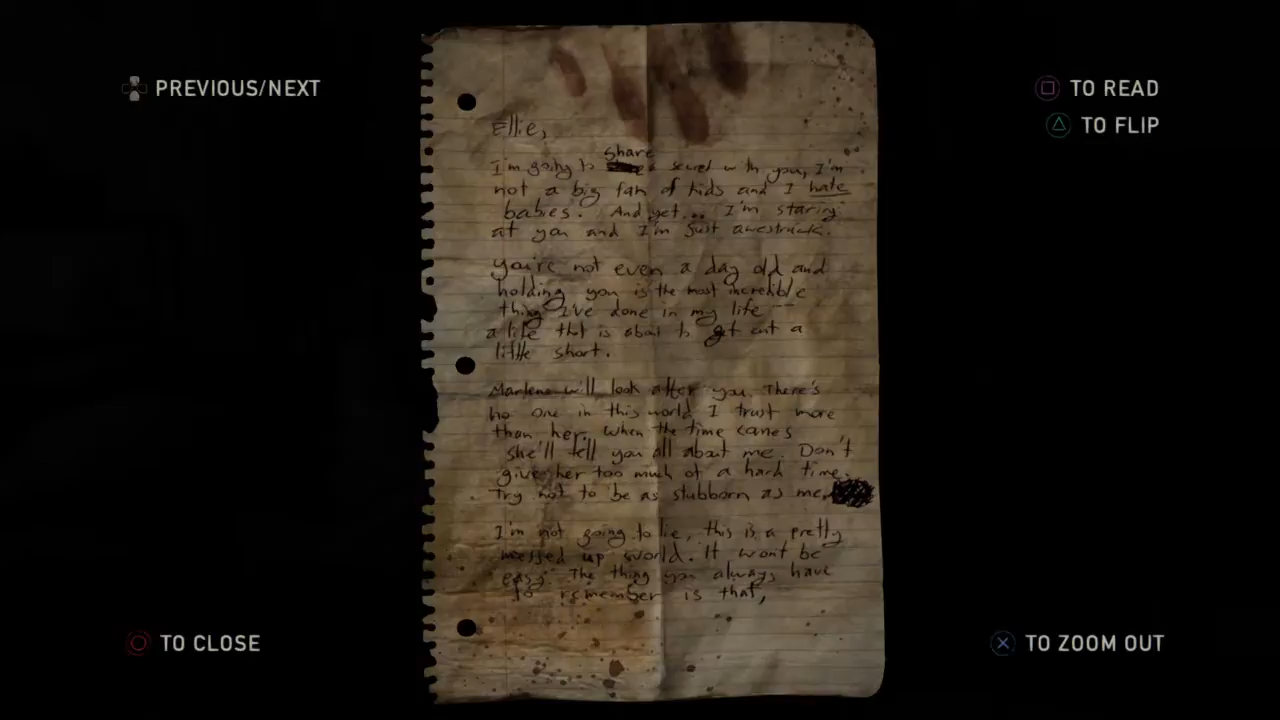 PREVIOUS/NEXT
TO READ
TO FLIP
Ellie,
share
I'm going to a secret with you, I'm
not a big fan of kids and I hate
babies. And yet... I'm staring
at you and I'm just awestruck.
You're not even a day old and
holding you is the most incredible
thing I've done in my life --
a life that is about to get cut a
little short.
Marlene will look after you. There's
no one in this world I trust more
than her. When the time comes
she'll tell you all about me. Don't
give her too much of a hard time.
Try not to be as stubborn as me.
I'm not going to lie, this is a pretty
messed up world. It wont be
easy. The thing you always have
to remember is that,
TO CLOSE
TO ZOOM OUT